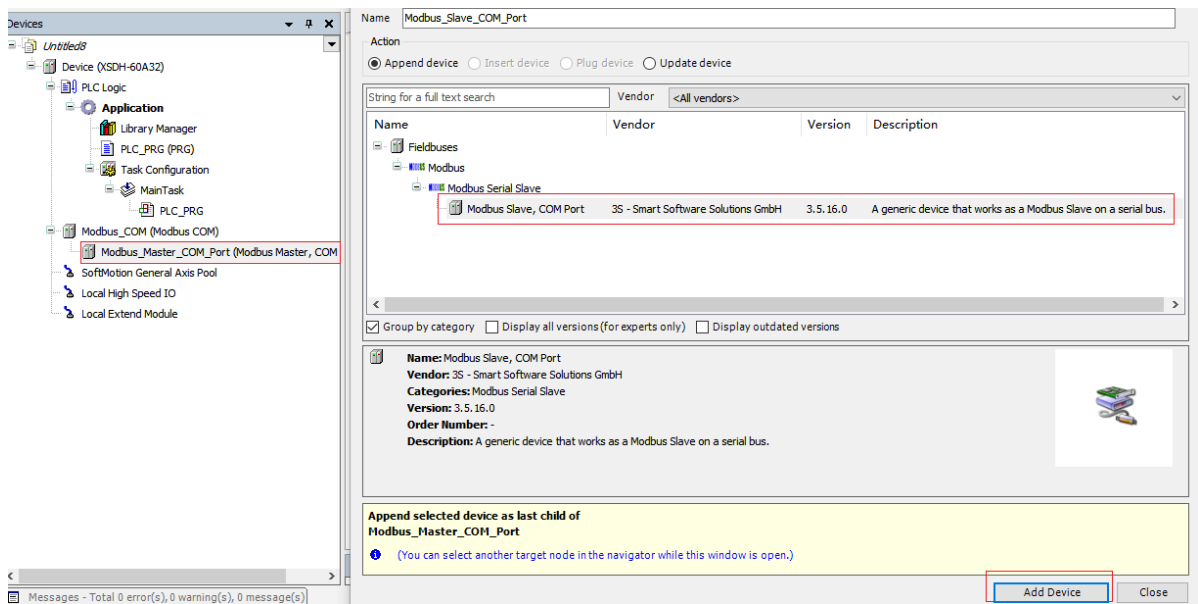 Devices
Untitled8
Device (XSDH-60A32)
PLC Logic
Application
Library Manager
PLC_PRG (PRG)
Task Configuration
MainTask
PLC_PRG
Modbus_COM (Modbus COM)
Modbus_Master_COM_Port (Modbus Master, COM
SoftMotion General Axis Pool
Local High Speed IO
Local Extend Module
Messages - Total 0 error(s), 0 warning(s), 0 message(s)
Name Modbus_Slave_COM_Port
Action
Append device Insert device Plug device Update device
String for a full text search Vendor <All vendors>
Name Vendor Version Description
Fieldbuses
Modbus
Modbus Serial Slave
Modbus Slave, COM Port 3S - Smart Software Solutions GmbH 3.5.16.0 A generic device that works as a Modbus Slave on a serial bus.
Group by category Display all versions (for experts only) Display outdated versions
Name: Modbus Slave, COM Port
Vendor: 3S - Smart Software Solutions GmbH
Categories: Modbus Serial Slave
Version: 3.5.16.0
Order Number: -
Description: A generic device that works as a Modbus Slave on a serial bus.
Append selected device as last child of
Modbus_Master_COM_Port
(You can select another target node in the navigator while this window is open.)
Add Device Close